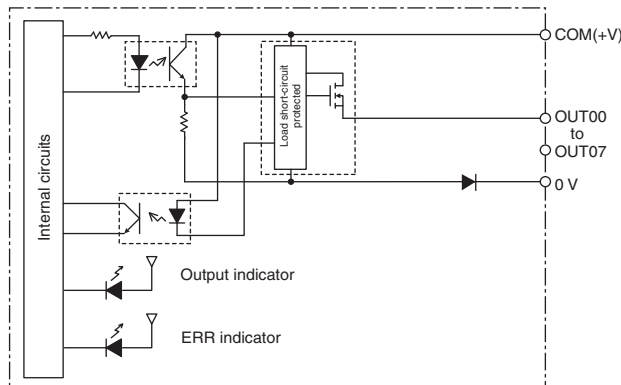 COM(+V)
Internal circuits
Load short-circuit
protected
OUT00
to
OUT07
0 V
Output indicator
ERR indicator